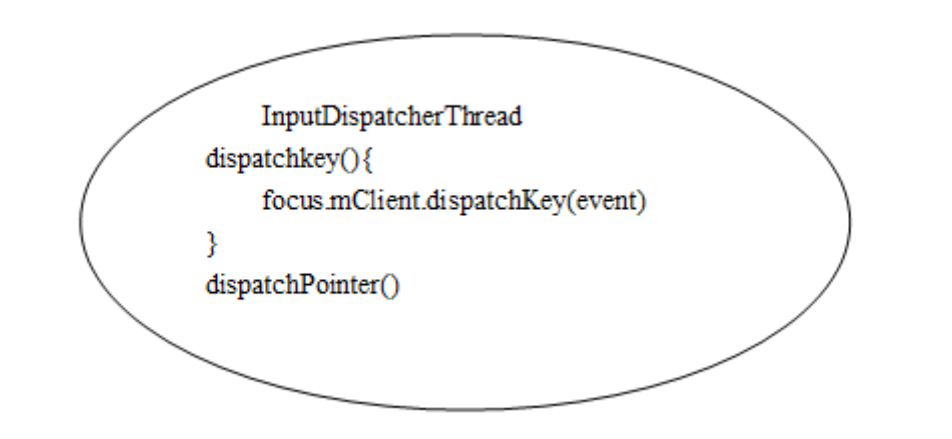 InputDispatcherThread
dispatchkey(){
focus.mClient.dispatchKey(event)
}
dispatchPointer()